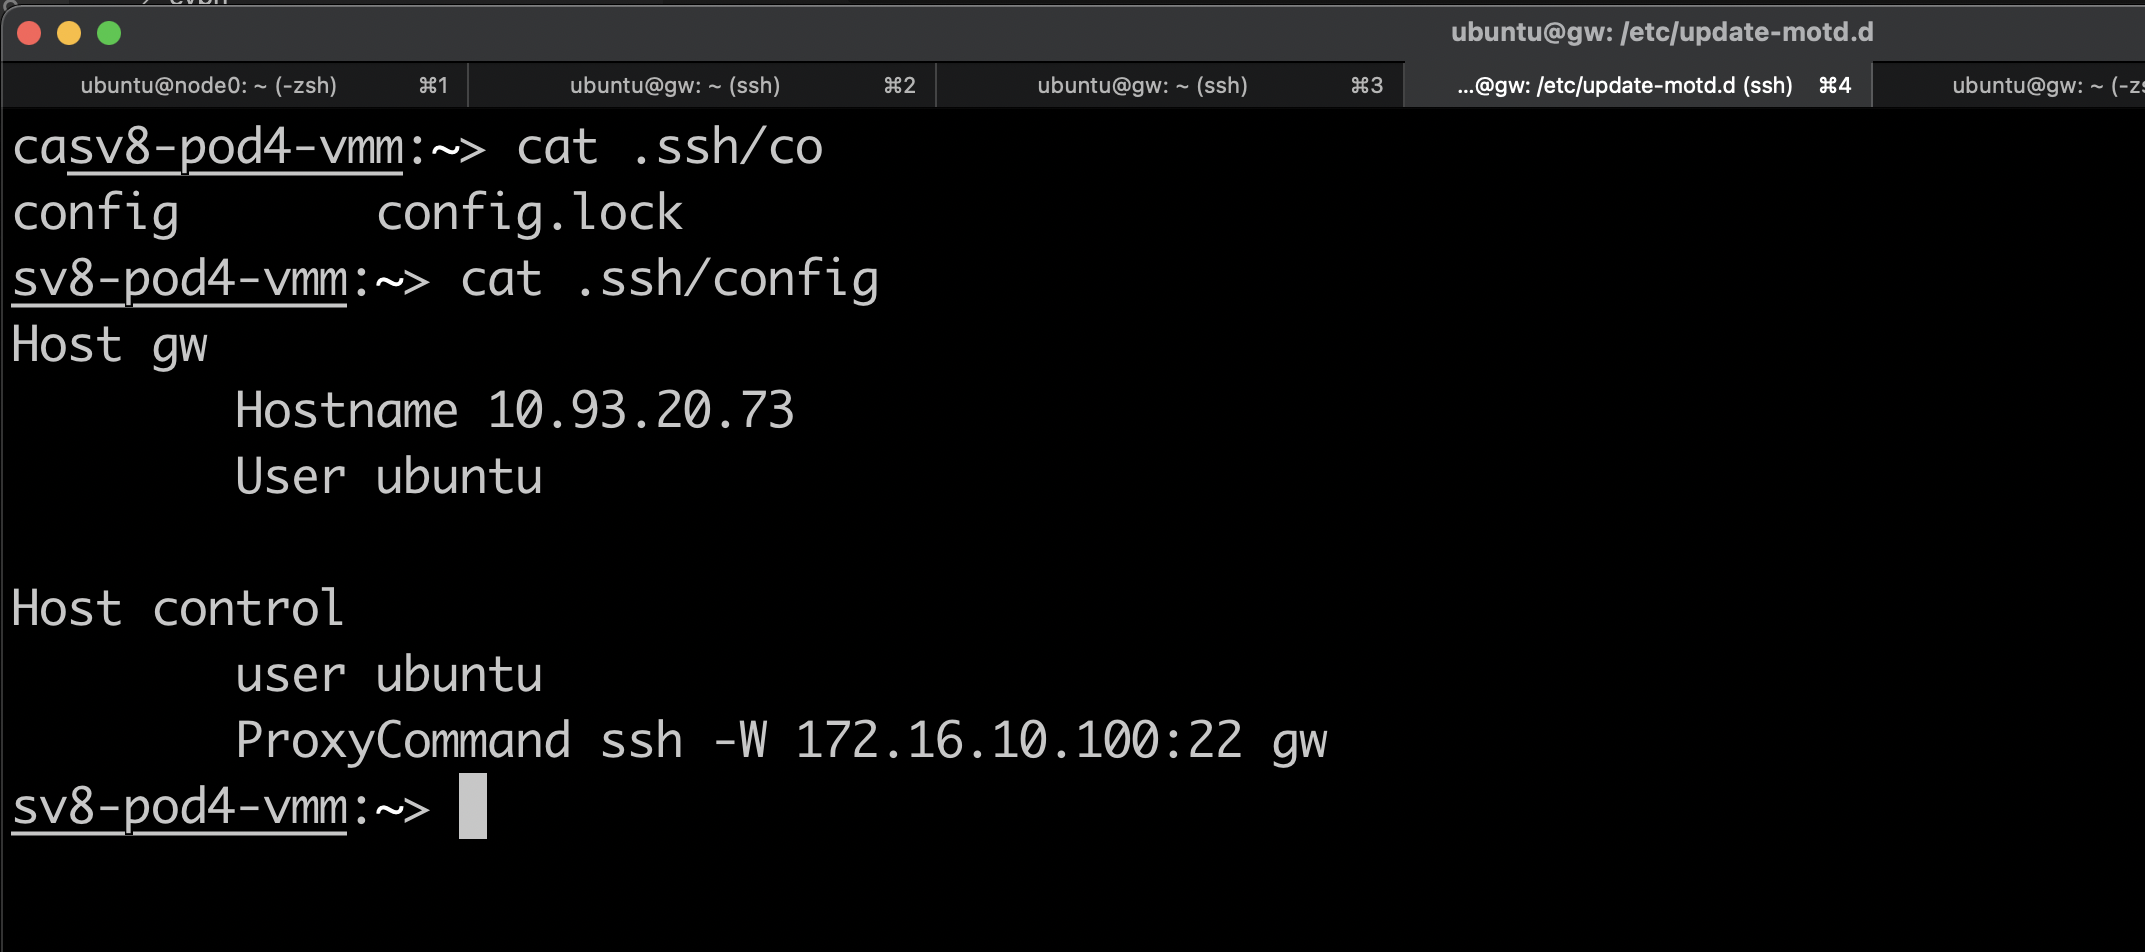 ubuntu@gw: /etc/update-motd.d
ubuntu@node0: ~ (-zsh) ⌘1 ubuntu@gw: ~ (ssh) ⌘2 ubuntu@gw: ~ (ssh) ⌘3 ...@gw: /etc/update-motd.d (ssh) ⌘4 ubuntu@gw: ~ (-zs
casv8-pod4-vmm:~> cat .ssh/co
config       config.lock
sv8-pod4-vmm:~> cat .ssh/config
Host gw
        Hostname 10.93.20.73
        User ubuntu

Host control
        user ubuntu
        ProxyCommand ssh -W 172.16.10.100:22 gw
sv8-pod4-vmm:~>